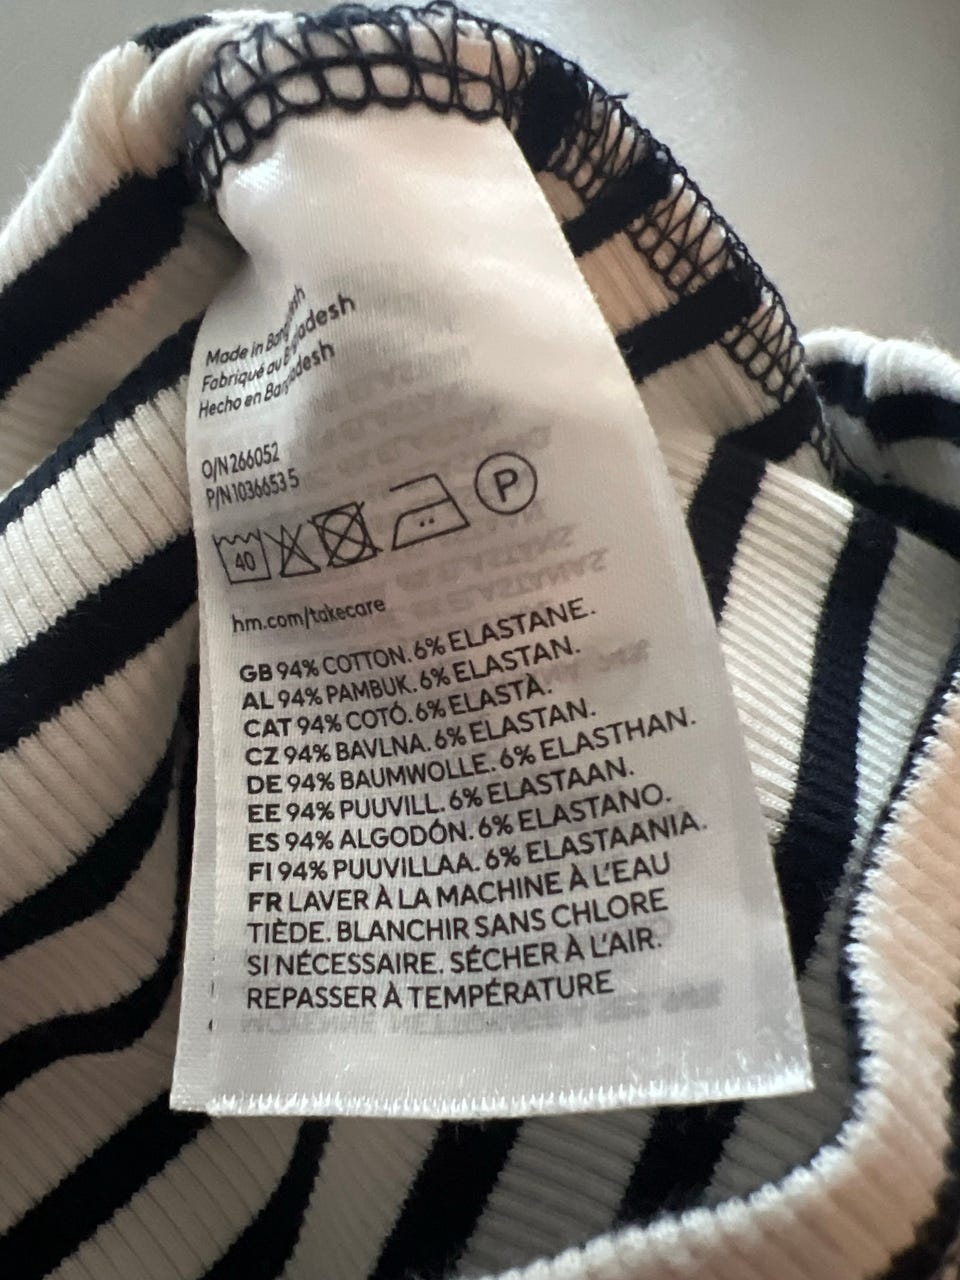 Made in Bangladesh
Fabriqué au Bangladesh
Hecho en Bangladesh
O/N 266052
P/N 1036653 5
40
P
hm.com/takecare
GB 94% COTTON. 6% ELASTANE.
AL 94% PAMBUK. 6% ELASTAN.
CAT 94% COTÓ. 6% ELASTÀ.
CZ 94% BAVLNA. 6% ELASTAN.
DE 94% BAUMWOLLE. 6% ELASTHAN.
EE 94% PUUVILL. 6% ELASTAAN.
ES 94% ALGODÓN. 6% ELASTANO.
FI 94% PUUVILLAA. 6% ELASTAANIA.
FR LAVER À LA MACHINE À L'EAU
TIÈDE. BLANCHIR SANS CHLORE
SI NÉCESSAIRE. SÉCHER À L'AIR.
REPASSER À TEMPÉRATURE